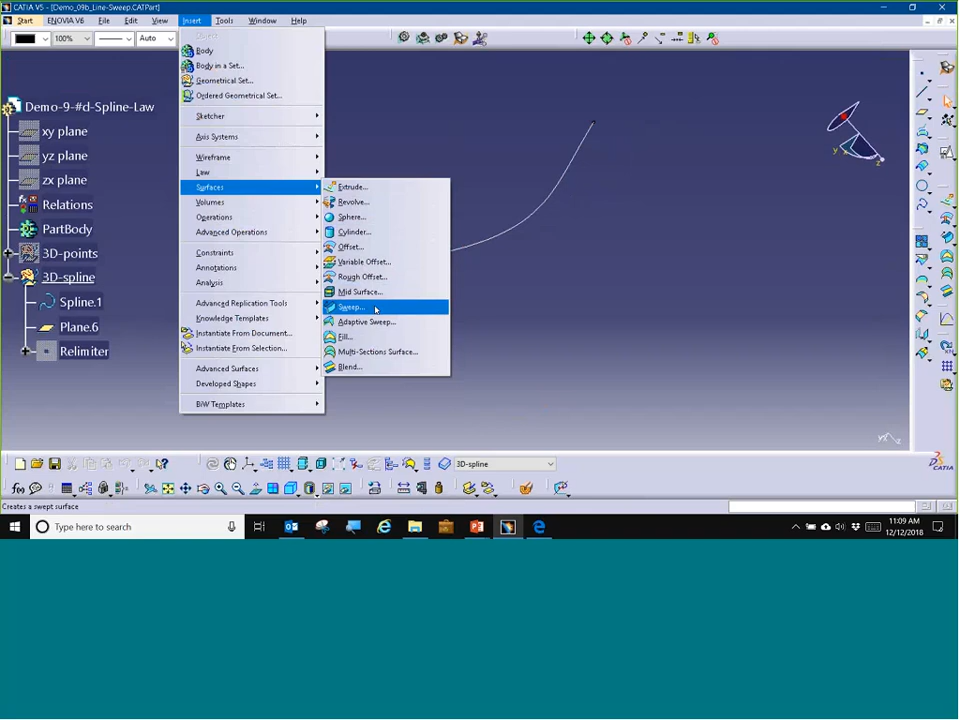 CATIA V5 - [Demo_09b_Line-Sweep.CATPart]
Start
ENOVIA V6
File
Edit
View
Insert
Tools
Window
Help
100%
Auto
Object
Body
Body in a Set...
Geometrical Set...
Ordered Geometrical Set...
Sketcher
Axis Systems
Wireframe
Law
Surfaces
Volumes
Operations
Advanced Operations
Constraints
Annotations
Analysis
Advanced Replication Tools
Knowledge Templates
Instantiate From Document...
Instantiate From Selection...
Advanced Surfaces
Developed Shapes
BiW Templates
Extrude...
Revolve...
Sphere...
Cylinder...
Offset...
Variable Offset...
Rough Offset...
Mid Surface...
Sweep...
Adaptive Sweep...
Fill...
Multi-Sections Surface...
Blend...
Demo-9-#d-Spline-Law
xy plane
yz plane
zx plane
Relations
PartBody
3D-points
3D-spline
Spline.1
Plane.6
Relimiter
y
z
3D-spline
CATIA
f(x)
Creates a swept surface
Type here to search
11:09 AM
12/12/2018